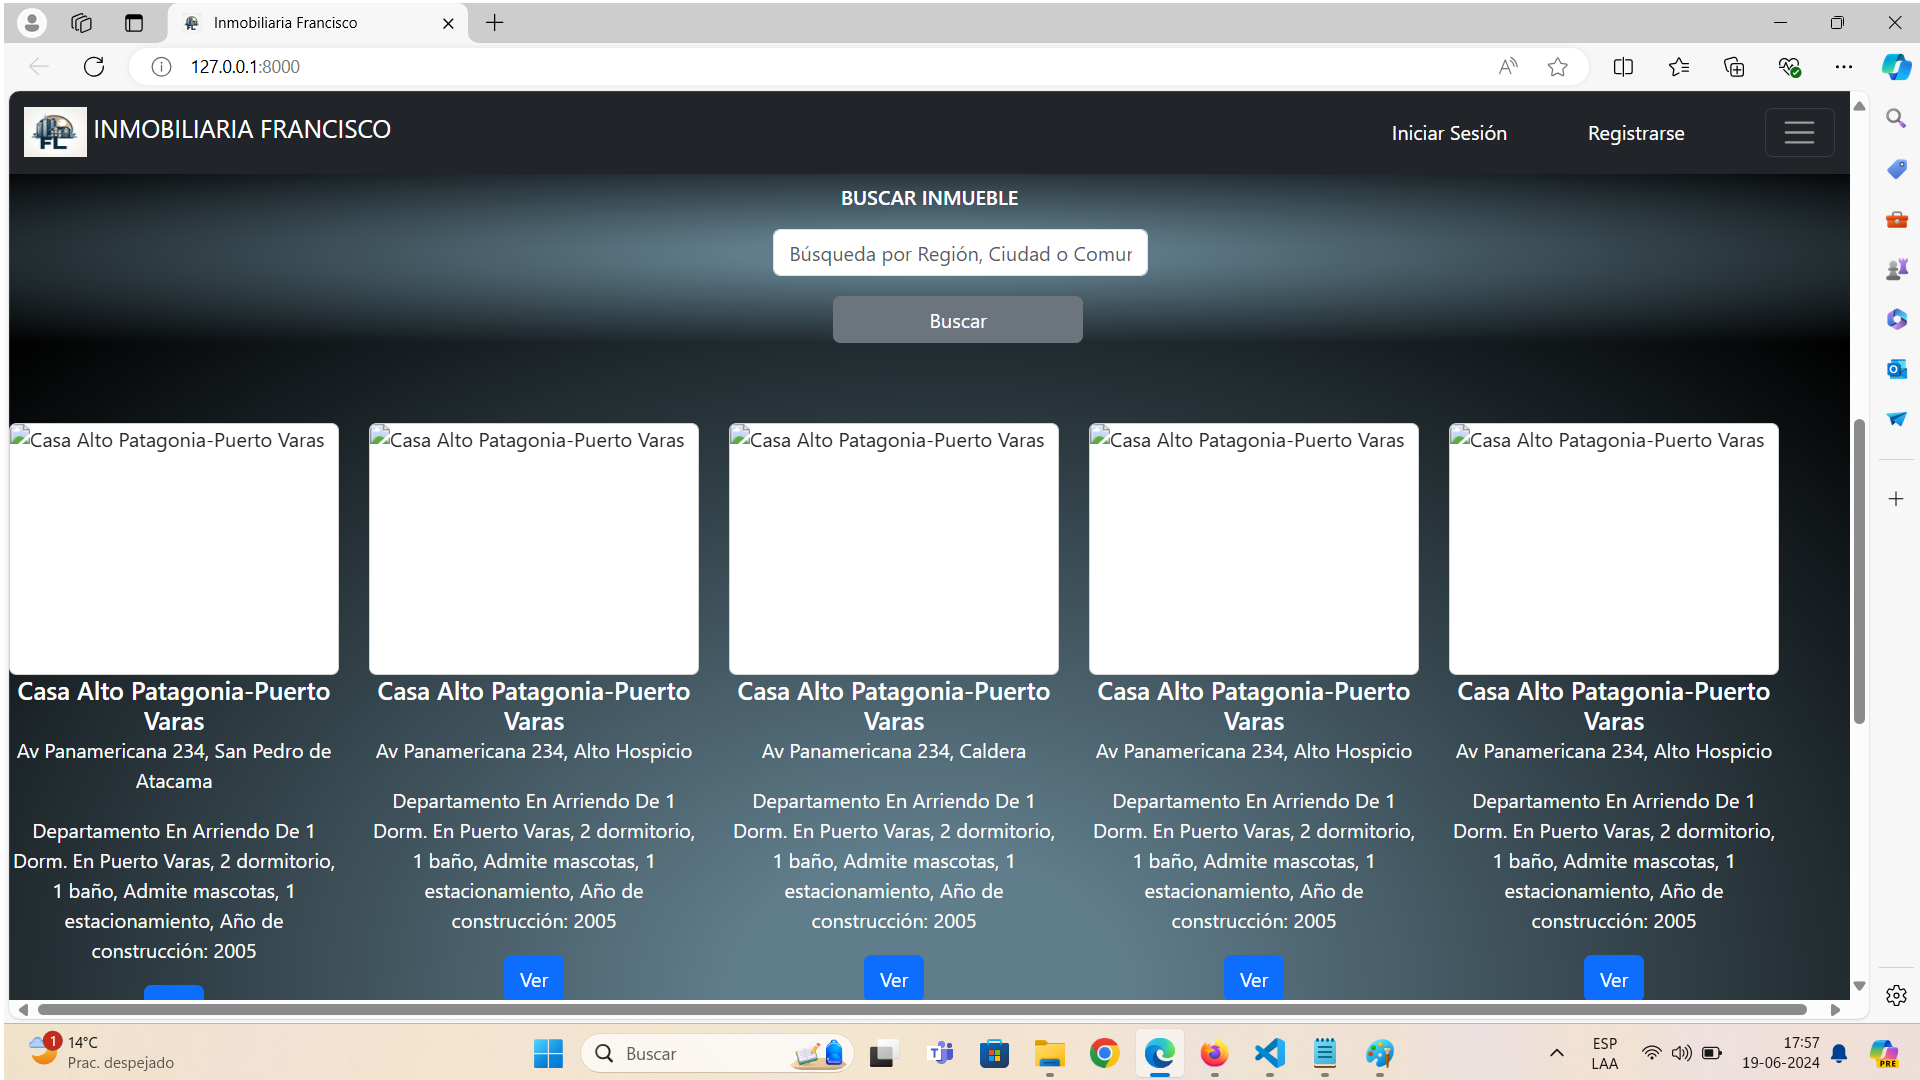 Inmobiliaria Francisco
127.0.0.1:8000
FL
INMOBILIARIA FRANCISCO
Iniciar Sesión
Registrarse
BUSCAR INMUEBLE
Búsqueda por Región, Ciudad o Comur
Buscar
Casa Alto Patagonia-Puerto Varas
Casa Alto Patagonia-Puerto Varas
Casa Alto Patagonia-Puerto Varas
Casa Alto Patagonia-Puerto Varas
Casa Alto Patagonia-Puerto Varas
Casa Alto Patagonia-Puerto
Varas
Av Panamericana 234, San Pedro de
Atacama
Departamento En Arriendo De 1
Dorm. En Puerto Varas, 2 dormitorio,
1 baño, Admite mascotas, 1
estacionamiento, Año de
construcción: 2005
Casa Alto Patagonia-Puerto
Varas
Av Panamericana 234, Alto Hospicio
Departamento En Arriendo De 1
Dorm. En Puerto Varas, 2 dormitorio,
1 baño, Admite mascotas, 1
estacionamiento, Año de
construcción: 2005
Ver
Casa Alto Patagonia-Puerto
Varas
Av Panamericana 234, Caldera
Departamento En Arriendo De 1
Dorm. En Puerto Varas, 2 dormitorio,
1 baño, Admite mascotas, 1
estacionamiento, Año de
construcción: 2005
Ver
Casa Alto Patagonia-Puerto
Varas
Av Panamericana 234, Alto Hospicio
Departamento En Arriendo De 1
Dorm. En Puerto Varas, 2 dormitorio,
1 baño, Admite mascotas, 1
estacionamiento, Año de
construcción: 2005
Ver
Casa Alto Patagonia-Puerto
Varas
Av Panamericana 234, Alto Hospicio
Departamento En Arriendo De 1
Dorm. En Puerto Varas, 2 dormitorio,
1 baño, Admite mascotas, 1
estacionamiento, Año de
construcción: 2005
Ver
1
14°C
Prac. despejado
Buscar
ESP
LAA
17:57
19-06-2024
PRE